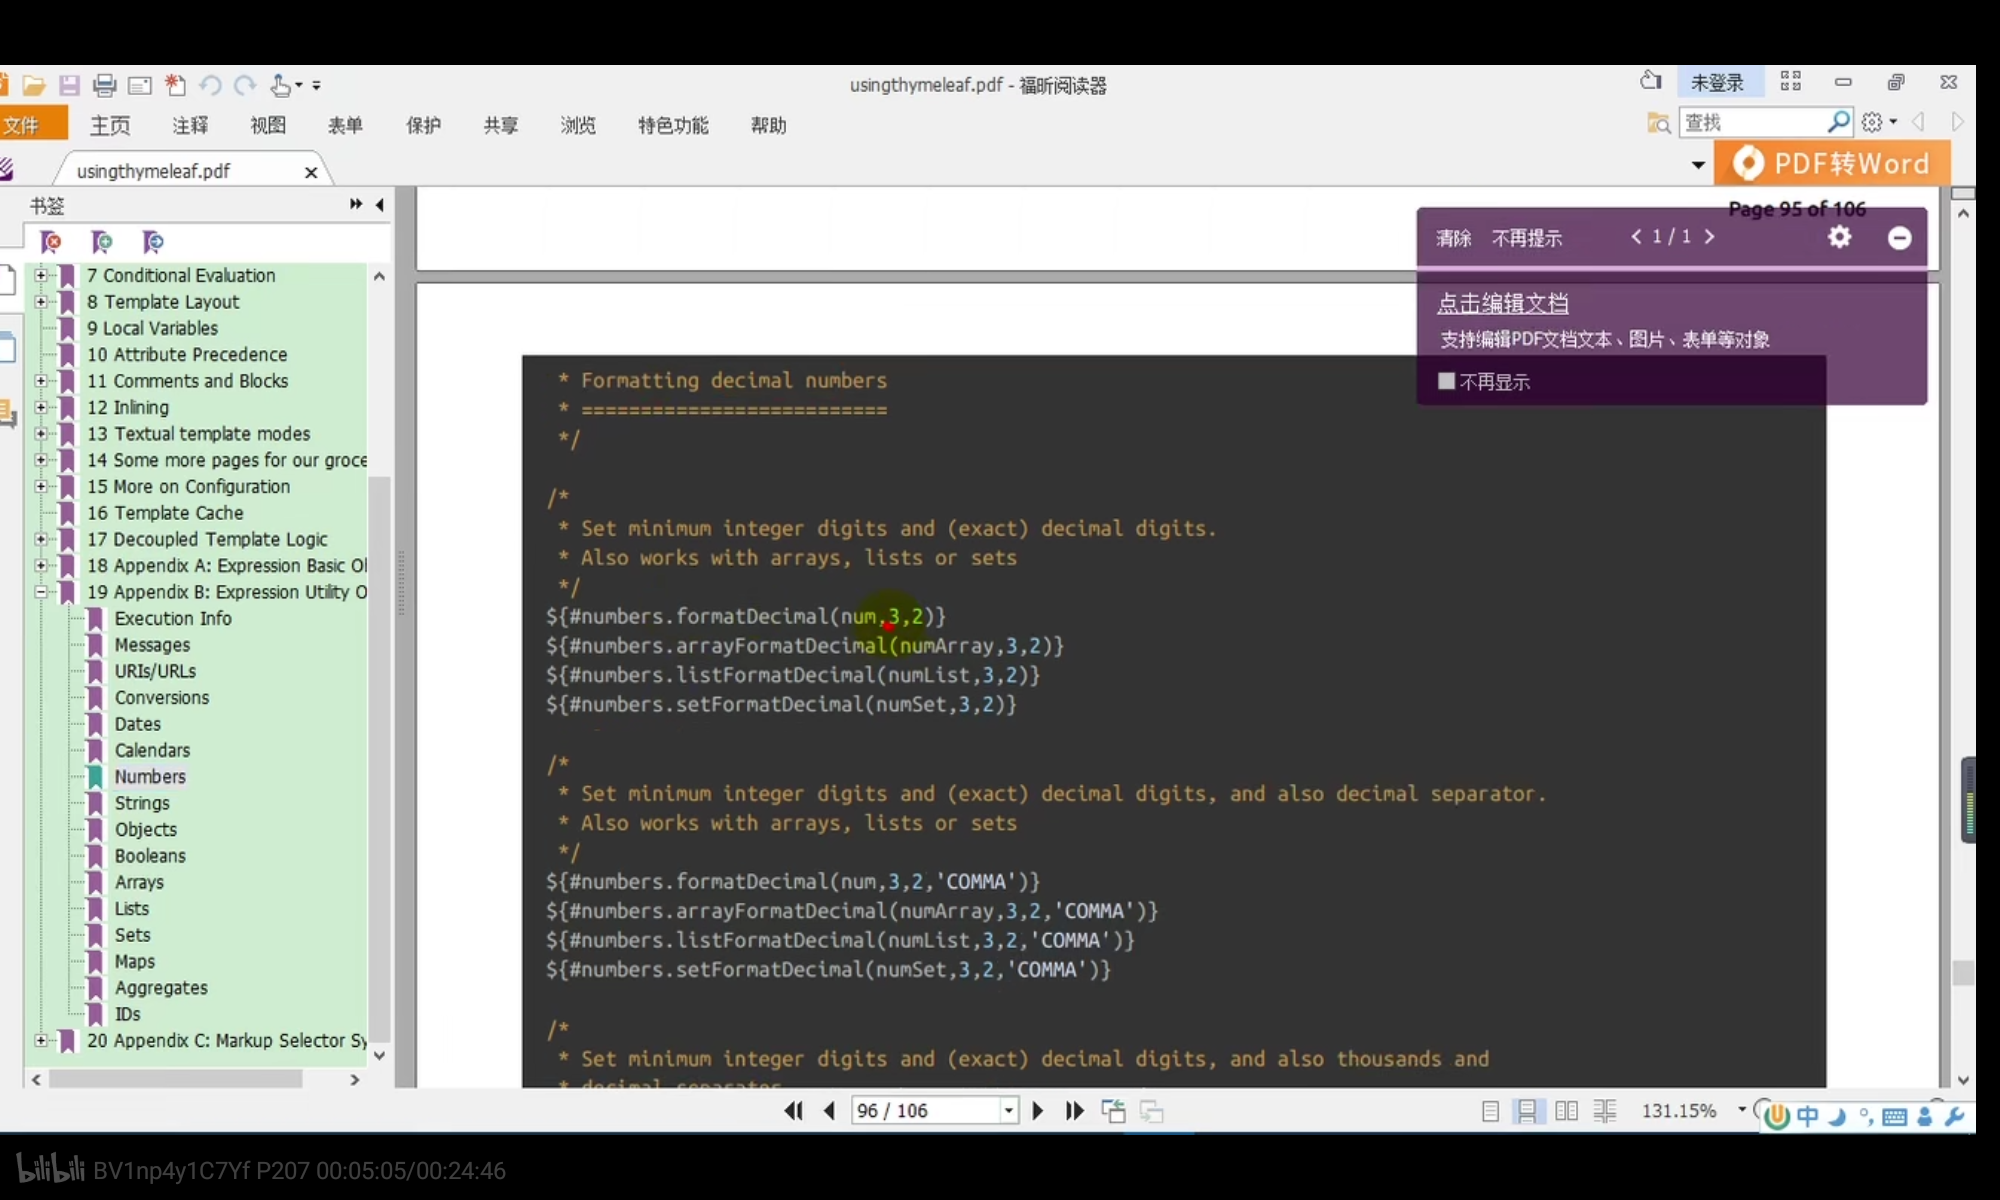 usingthymeleaf.pdf - 福昕阅读器
未登录
文件 主页 注释 视图 表单 保护 共享 浏览 特色功能 帮助
查找
usingthymeleaf.pdf
PDF转Word
书签
7 Conditional Evaluation
8 Template Layout
9 Local Variables
10 Attribute Precedence
11 Comments and Blocks
12 Inlining
13 Textual template modes
14 Some more pages for our groce
15 More on Configuration
16 Template Cache
17 Decoupled Template Logic
18 Appendix A: Expression Basic Ol
19 Appendix B: Expression Utility O
Execution Info
Messages
URIs/URLs
Conversions
Dates
Calendars
Numbers
Strings
Objects
Booleans
Arrays
Lists
Sets
Maps
Aggregates
IDs
20 Appendix C: Markup Selector Sy
Page 95 of 106
清除 不再提示 < 1 / 1 >
点击编辑文档
支持编辑PDF文档文本、图片、表单等对象
不再显示
* Formatting decimal numbers
* ==========================
*/
/*
* Set minimum integer digits and (exact) decimal digits.
* Also works with arrays, lists or sets
*/
${#numbers.formatDecimal(num,3,2)}
${#numbers.arrayFormatDecimal(numArray,3,2)}
${#numbers.listFormatDecimal(numList,3,2)}
${#numbers.setFormatDecimal(numSet,3,2)}
/*
* Set minimum integer digits and (exact) decimal digits, and also decimal separator.
* Also works with arrays, lists or sets
*/
${#numbers.formatDecimal(num,3,2,'COMMA')}
${#numbers.arrayFormatDecimal(numArray,3,2,'COMMA')}
${#numbers.listFormatDecimal(numList,3,2,'COMMA')}
${#numbers.setFormatDecimal(numSet,3,2,'COMMA')}
/*
* Set minimum integer digits and (exact) decimal digits, and also thousands and
* decimal separator
96 / 106
131.15%
中
bilibili BV1np4y1C7Yf P207 00:05:05/00:24:46